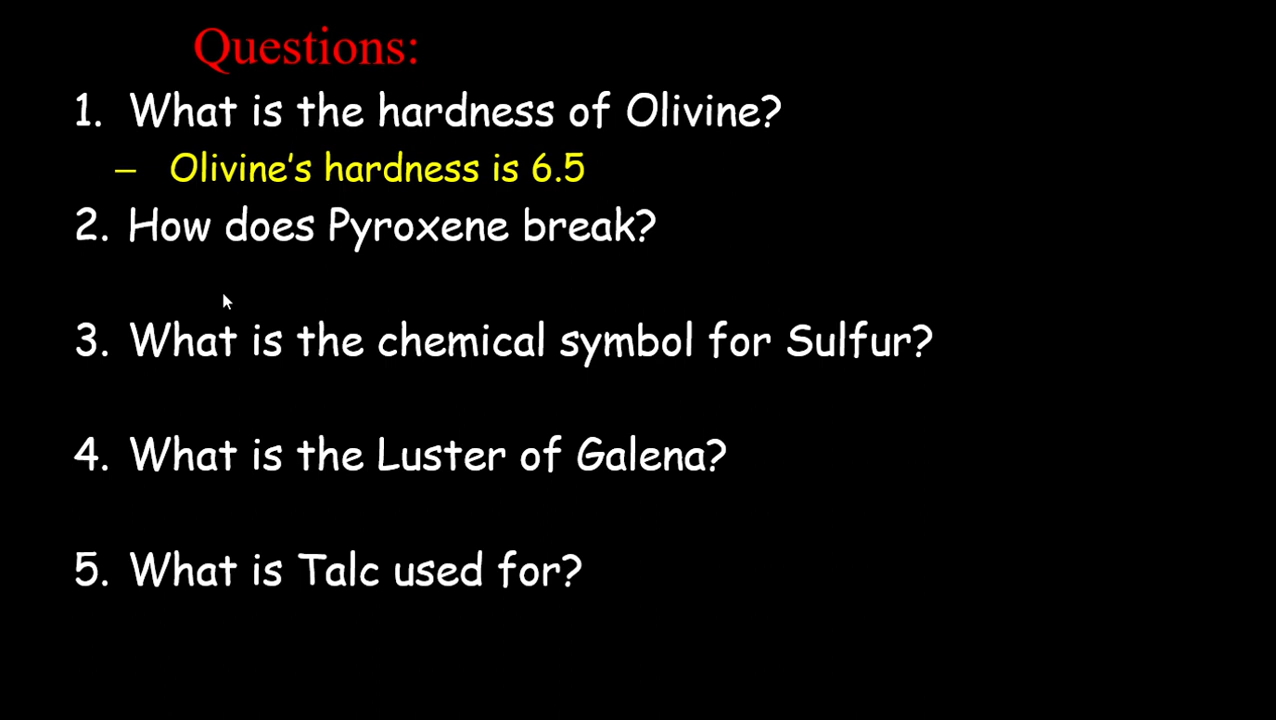 Questions:
1. What is the hardness of Olivine?
– Olivine’s hardness is 6.5
2. How does Pyroxene break?
3. What is the chemical symbol for Sulfur?
4. What is the Luster of Galena?
5. What is Talc used for?